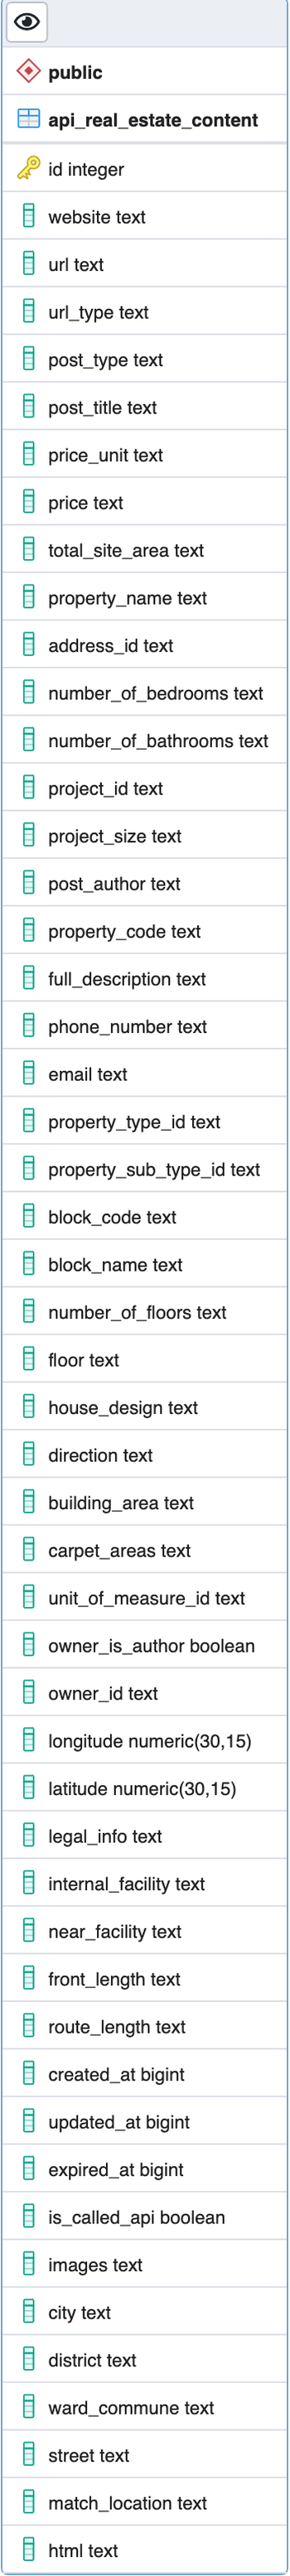 public
api_real_estate_content
id integer
website text
url text
url_type text
post_type text
post_title text
price_unit text
price text
total_site_area text
property_name text
address_id text
number_of_bedrooms text
number_of_bathrooms text
project_id text
project_size text
post_author text
property_code text
full_description text
phone_number text
email text
property_type_id text
property_sub_type_id text
block_code text
block_name text
number_of_floors text
floor text
house_design text
direction text
building_area text
carpet_areas text
unit_of_measure_id text
owner_is_author boolean
owner_id text
longitude numeric(30,15)
latitude numeric(30,15)
legal_info text
internal_facility text
near_facility text
front_length text
route_length text
created_at bigint
updated_at bigint
expired_at bigint
is_called_api boolean
images text
city text
district text
ward_commune text
street text
match_location text
html text